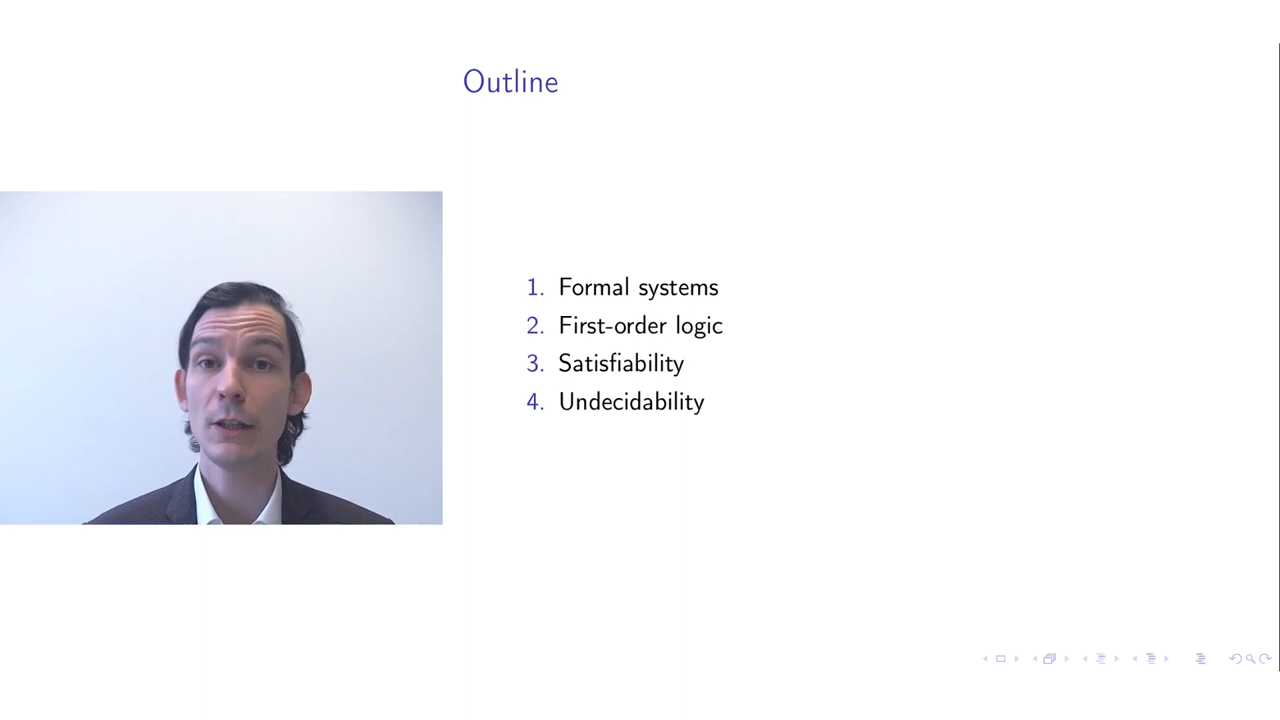 Outline
1. Formal systems
2. First-order logic
3. Satisfiability
4. Undecidability